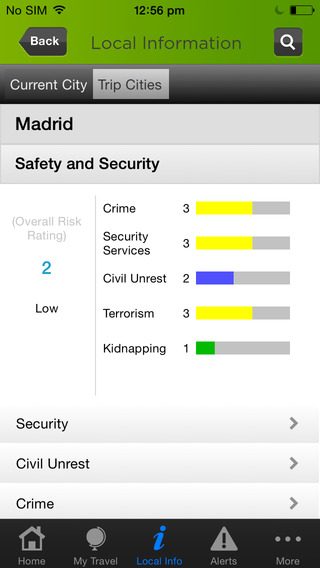 No SIM 12:56 pm
Back Local Information
Current City Trip Cities
Madrid
Safety and Security
(Overall Risk
Rating)
2
Low
Crime 3
Security
Services 3
Civil Unrest 2
Terrorism 3
Kidnapping 1
Security
Civil Unrest
Crime
Home My Travel Local Info Alerts More